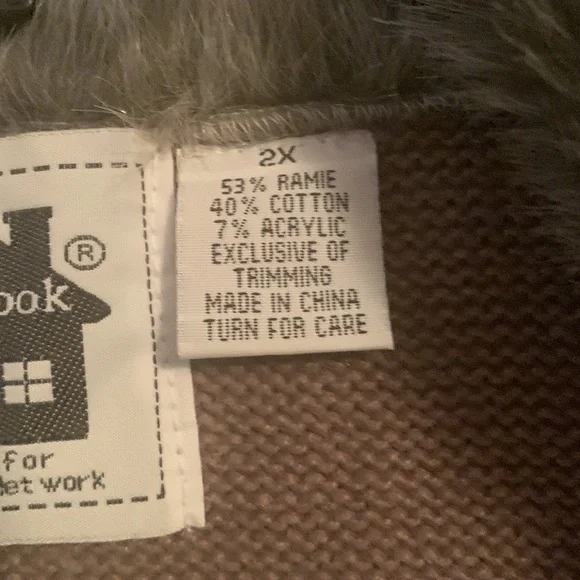 2X
53% RAMIE
40% COTTON
7% ACRYLIC
EXCLUSIVE OF
TRIMMING
MADE IN CHINA
TURN FOR CARE
®
ook
for
work